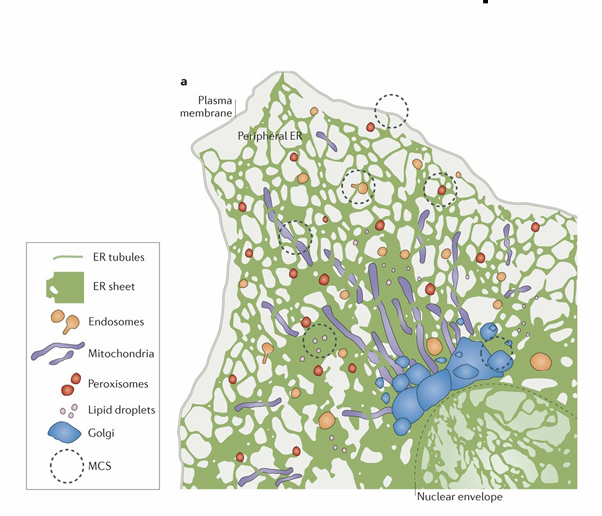 a
Plasma
membrane
Peripheral ER
ER tubules
ER sheet
Endosomes
Mitochondria
Peroxisomes
Lipid droplets
Golgi
MCS
Nuclear envelope